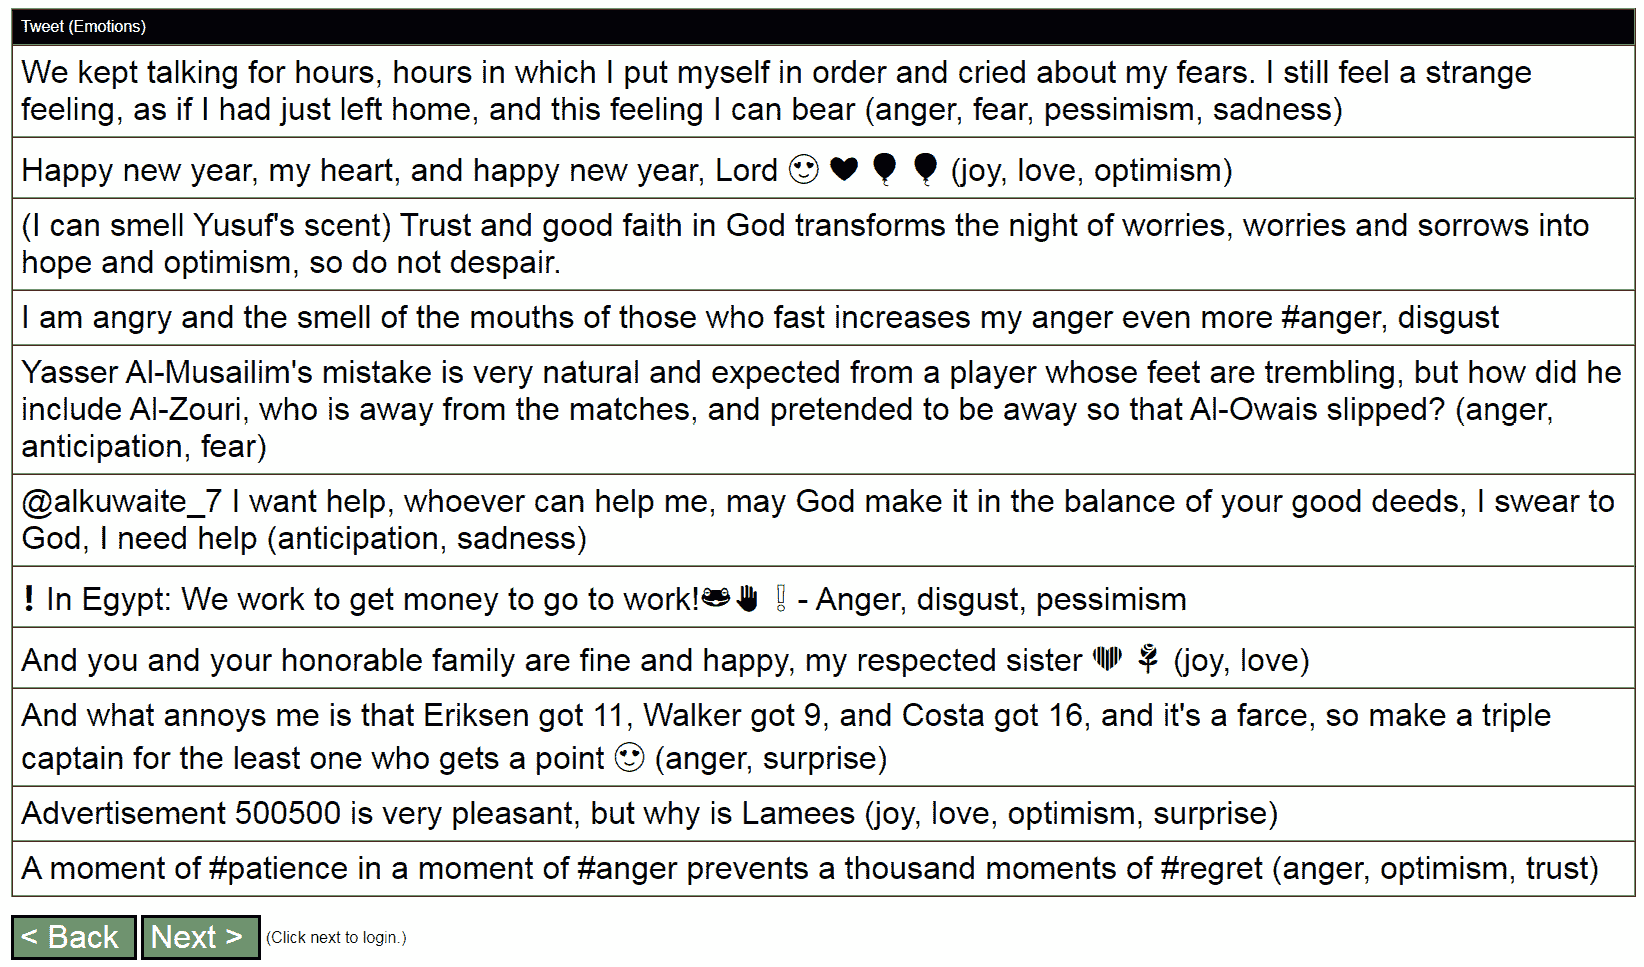 Tweet (Emotions)
We kept talking for hours, hours in which I put myself in order and cried about my fears. I still feel a strange
feeling, as if I had just left home, and this feeling I can bear (anger, fear, pessimism, sadness)
Happy new year, my heart, and happy new year, Lord 😍 ♥ 🎈 🎈 (joy, love, optimism)
(I can smell Yusuf's scent) Trust and good faith in God transforms the night of worries, worries and sorrows into
hope and optimism, so do not despair.
I am angry and the smell of the mouths of those who fast increases my anger even more #anger, disgust
Yasser Al-Musailim's mistake is very natural and expected from a player whose feet are trembling, but how did he
include Al-Zouri, who is away from the matches, and pretended to be away so that Al-Owais slipped? (anger,
anticipation, fear)
@alkuwaite_7 I want help, whoever can help me, may God make it in the balance of your good deeds, I swear to
God, I need help (anticipation, sadness)
❗ In Egypt: We work to get money to go to work!🐸✋ ❕ - Anger, disgust, pessimism
And you and your honorable family are fine and happy, my respected sister 💙 🌹 (joy, love)
And what annoys me is that Eriksen got 11, Walker got 9, and Costa got 16, and it's a farce, so make a triple
captain for the least one who gets a point 😍 (anger, surprise)
Advertisement 500500 is very pleasant, but why is Lamees (joy, love, optimism, surprise)
A moment of #patience in a moment of #anger prevents a thousand moments of #regret (anger, optimism, trust)
< Back Next > (Click next to login.)